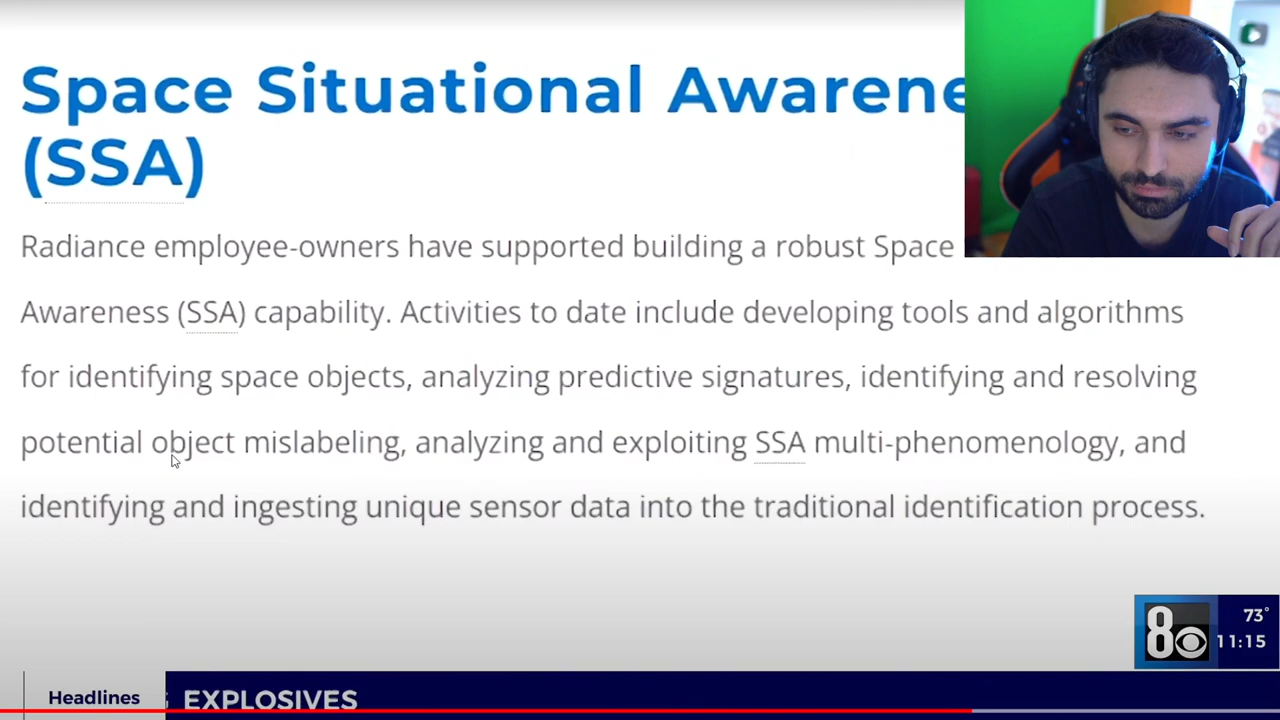 Space Situational Awarene
(SSA)
Radiance employee-owners have supported building a robust Space
Awareness (SSA) capability. Activities to date include developing tools and algorithms
for identifying space objects, analyzing predictive signatures, identifying and resolving
potential object mislabeling, analyzing and exploiting SSA multi-phenomenology, and
identifying and ingesting unique sensor data into the traditional identification process.
8
73°
11:15
Headlines
EXPLOSIVES